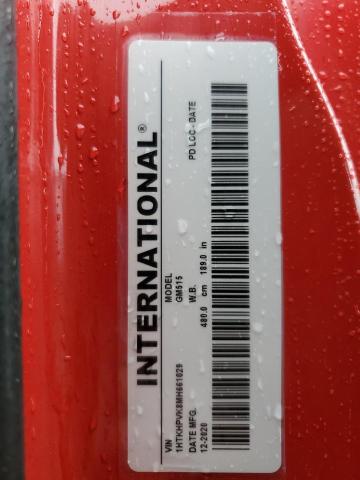 INTERNATIONAL®
VIN MODEL
1HTKHPVK8MH661029 GM515
DATE MFG. W.B. PD LOC - DATE
12-2020 480.0 cm 189.0 in